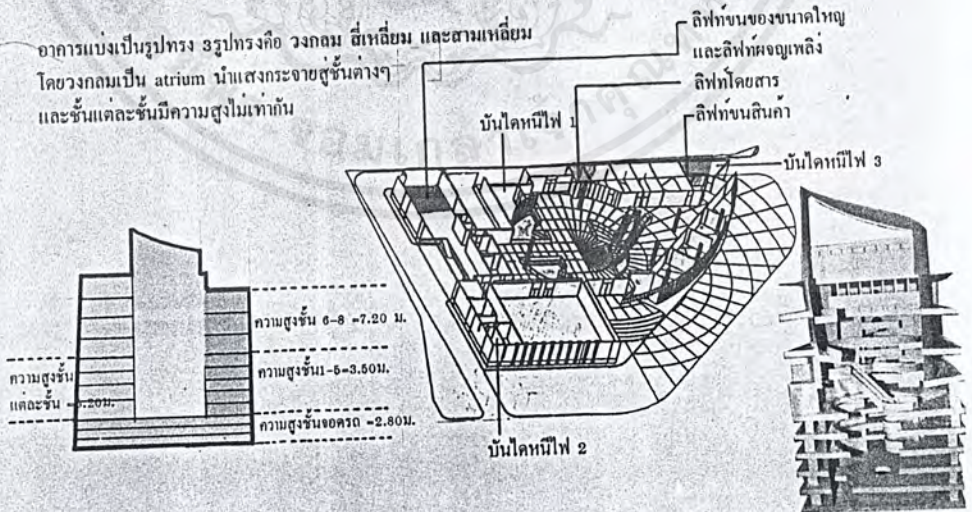 อาคารแบ่งเป็นรูปทรง 3รูปทรงคือ วงกลม สี่เหลี่ยม และสามเหลี่ยม
โดยวงกลมเป็น atrium นำแสงกระจายสู่ชั้นต่างๆ
และชั้นแต่ละชั้นมีความสูงไม่เท่ากัน
ลิฟท์ขนของขนาดใหญ่
และลิฟท์ผจญเพลิง
ลิฟท์โดยสาร
ลิฟท์ขนสินค้า
บันไดหนีไฟ 1
บันไดหนีไฟ 3
ความสูงชั้น 6-8 =7.20 ม.
ความสูงชั้น1-5=3.50ม.
ความสูงชั้น
แต่ละชั้น
ความสูงชั้นจอดรถ =2.80ม.
บันไดหนีไฟ 2